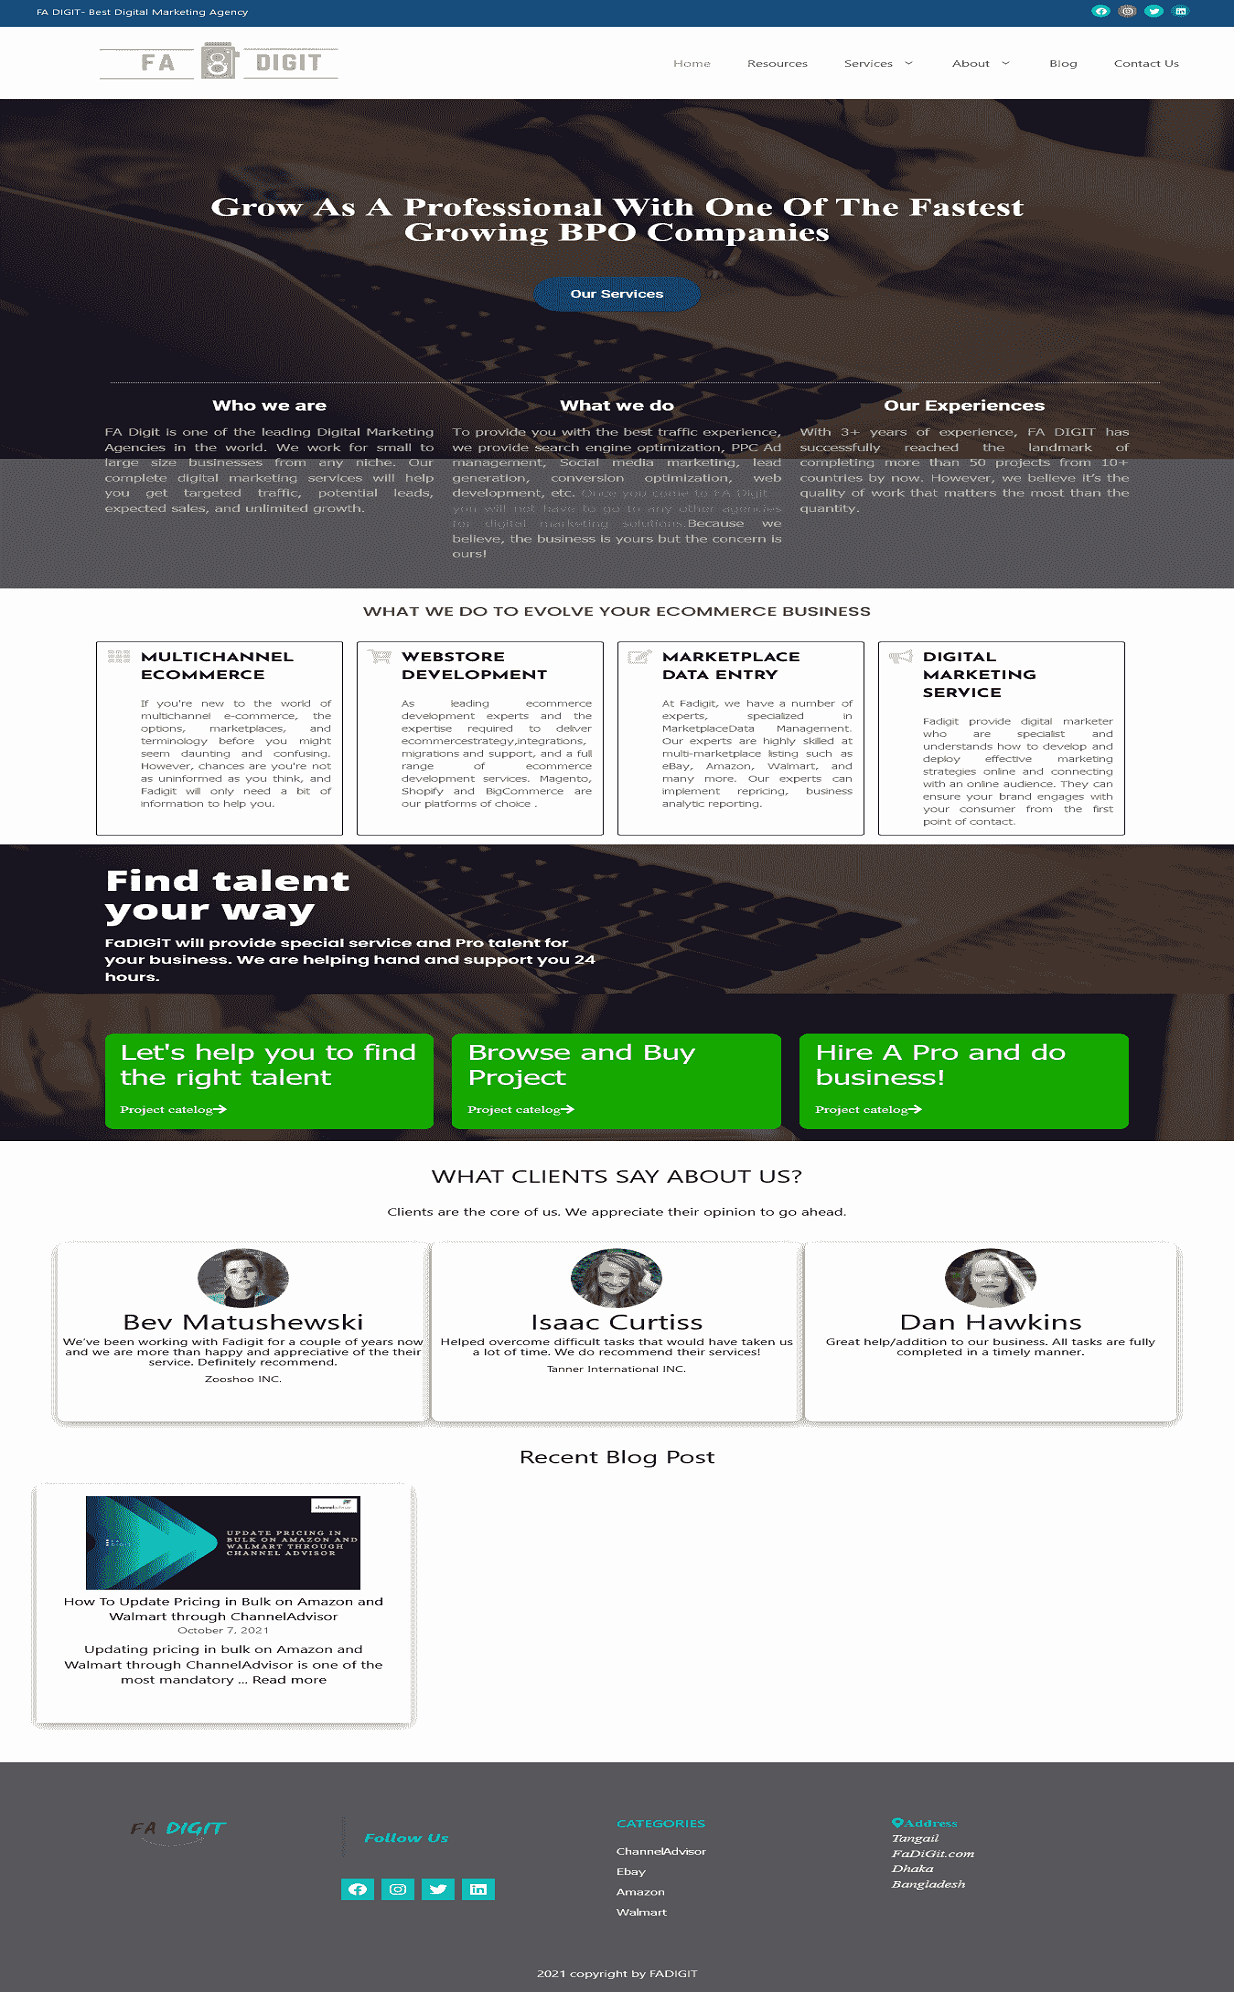 FA DIGIT- Best Digital Marketing Agency
FA DIGIT
Home Resources Services About Blog Contact Us
Grow As A Professional With One Of The Fastest
Growing BPO Companies
Our Services
Who we are
FA Digit is one of the leading Digital Marketing
Agencies in the world. We work for small to
large size businesses from any niche. Our
complete digital marketing services will help
you get targeted traffic, potential leads,
expected sales, and unlimited growth.
What we do
To provide you with the best traffic experience,
we provide search engine optimization, PPC Ad
management, Social media marketing, lead
generation, conversion optimization, web
development, etc. Once you come to FA Digit -
you will not have to go to any other agencies
for digital marketing solutions.Because we
believe, the business is yours but the concern is
ours!
Our Experiences
With 3+ years of experience, FA DIGIT has
successfully reached the landmark of
completing more than 50 projects from 10+
countries by now. However, we believe it's the
quality of work that matters the most than the
quantity.
WHAT WE DO TO EVOLVE YOUR ECOMMERCE BUSINESS
MULTICHANNEL
ECOMMERCE
If you're new to the world of
multichannel e-commerce, the
options, marketplaces, and
terminology before you might
seem daunting and confusing.
However, chances are you're not
as uninformed as you think, and
Fadigit will only need a bit of
information to help you.
WEBSTORE
DEVELOPMENT
As leading ecommerce
development experts and the
expertise required to deliver
ecommercestrategy,integrations,
migrations and support, and a full
range of ecommerce
development services. Magento,
Shopify and BigCommerce are
our platforms of choice .
MARKETPLACE
DATA ENTRY
At Fadigit, we have a number of
experts, specialized in
MarketplaceData Management.
Our experts are highly skilled at
multi-marketplace listing such as
eBay, Amazon, Walmart, and
many more. Our experts can
implement repricing, business
analytic reporting.
DIGITAL
MARKETING
SERVICE
Fadigit provide digital marketer
who are specialist and
understands how to develop and
deploy effective marketing
strategies online and connecting
with an online audience. They can
ensure your brand engages with
your consumer from the first
point of contact.
Find talent
your way
FaDIGiT will provide special service and Pro talent for
your business. We are helping hand and support you 24
hours.
Let's help you to find
the right talent
Project catelog
Browse and Buy
Project
Project catelog
Hire A Pro and do
business!
Project catelog
WHAT CLIENTS SAY ABOUT US?
Clients are the core of us. We appreciate their opinion to go ahead.
Bev Matushewski
We've been working with Fadigit for a couple of years now
and we are more than happy and appreciative of the their
service. Definitely recommend.
Zooshoo INC.
Isaac Curtiss
Helped overcome difficult tasks that would have taken us
a lot of time. We do recommend their services!
Tanner International INC.
Dan Hawkins
Great help/addition to our business. All tasks are fully
completed in a timely manner.
Recent Blog Post
channeladvisor
UPDATE PRICING IN
BULK ON AMAZON AND
WALMART THROUGH
CHANNEL ADVISOR
How To Update Pricing in Bulk on Amazon and
Walmart through ChannelAdvisor
October 7, 2021
Updating pricing in bulk on Amazon and
Walmart through ChannelAdvisor is one of the
most mandatory ... Read more
FA DIGIT
Follow Us
CATEGORIES
ChannelAdvisor
Ebay
Amazon
Walmart
Address
Tangail
FaDiGit.com
Dhaka
Bangladesh
2021 copyright by FADIGIT